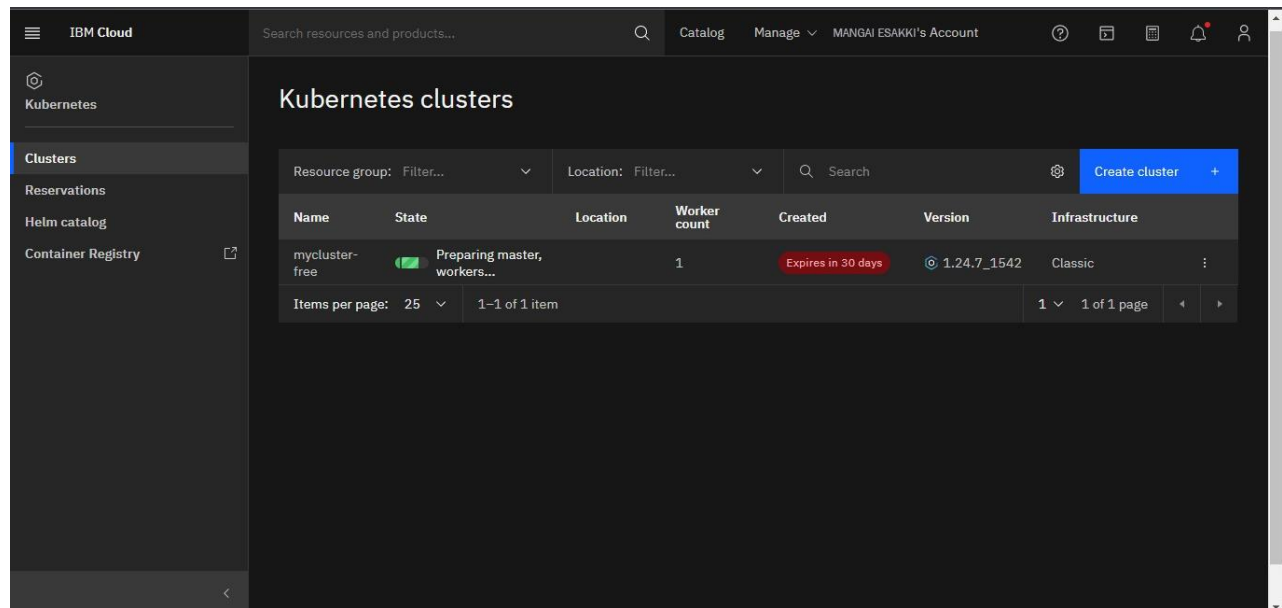 IBM Cloud
Search resources and products...
Catalog
Manage
MANGAI ESAKKI's Account
Kubernetes
Clusters
Reservations
Helm catalog
Container Registry
Kubernetes clusters
Resource group: Filter...
Location: Filter...
Search
Create cluster +
Name State Location Worker count Created Version Infrastructure
mycluster-free Preparing master, workers... 1 Expires in 30 days 1.24.7_1542 Classic
Items per page: 25 1–1 of 1 item 1 1 of 1 page